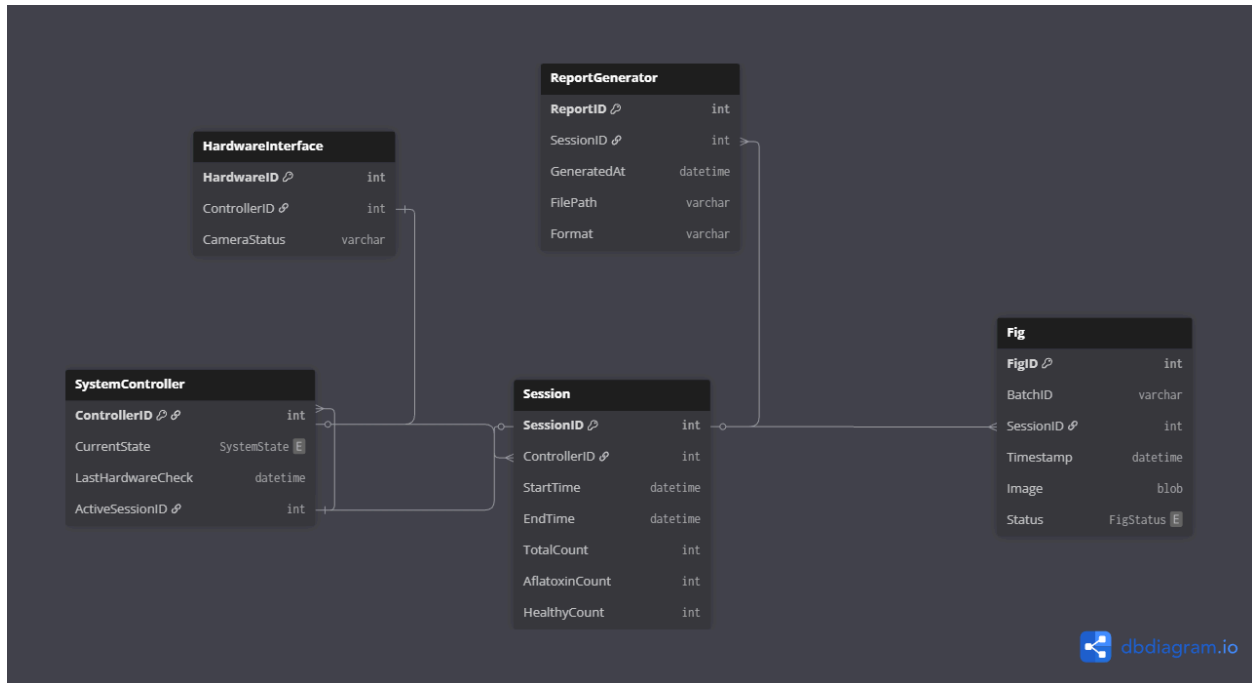 ReportGenerator
ReportID int
SessionID int
GeneratedAt datetime
FilePath varchar
Format varchar
HardwareInterface
HardwareID int
ControllerID int
CameraStatus varchar
Fig
FigID int
BatchID varchar
SessionID int
Timestamp datetime
Image blob
Status FigStatus E
SystemController
ControllerID int
CurrentState SystemState E
LastHardwareCheck datetime
ActiveSessionID int
Session
SessionID int
ControllerID int
StartTime datetime
EndTime datetime
TotalCount int
AflatoxinCount int
HealthyCount int
dbdiagram.io